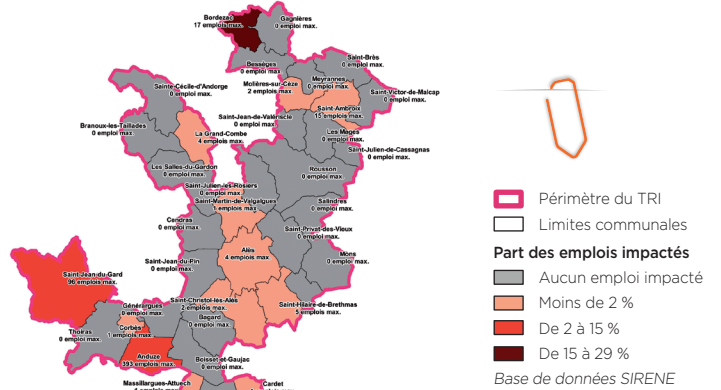 Bordezac
17 emplois max.
Gagnières
0 emploi max.
Bessèges
0 emploi max.
Saint-Brès
0 emploi max.
Molières-sur-Cèze
2 emplois max.
Meyrannes
0 emploi max.
Sainte-Cécile-d'Andorge
0 emploi max.
Saint-Victor-de-Malcap
0 emploi max.
Saint-Ambroix
15 emplois max.
Saint-Jean-de-Valériscle
0 emploi max.
Branoux-les-Taillades
0 emploi max.
La Grand-Combe
4 emplois max.
Les Mages
0 emploi max.
Saint-Julien-de-Cassagnas
0 emploi max.
Les Salles-du-Gardon
0 emploi max.
Rousson
0 emploi max.
Saint-Julien-les-Rosiers
0 emploi max.
Saint-Martin-de-Valgalgues
1 emplois max.
Salindres
0 emploi max.
Cendras
0 emploi max.
Saint-Privat-des-Vieux
0 emploi max.
Alès
4 emplois max.
Mons
0 emploi max.
Saint-Jean-du-Pin
0 emploi max.
Saint-Jean-du-Gard
96 emplois max.
Générargues
0 emploi max.
Saint-Christol-lès-Alès
2 emplois max.
Saint-Hilaire-de-Brethmas
5 emplois max.
Bagard
0 emploi max.
Corbès
1 emplois max.
Thoiras
0 emploi max.
Anduze
393 emplois max.
Boisset-et-Gaujac
0 emploi max.
Massillargues-Attuech
Cardet
Périmètre du TRI
Limites communales
Part des emplois impactés
Aucun emploi impacté
Moins de 2 %
De 2 à 15 %
De 15 à 29 %
Base de données SIRENE